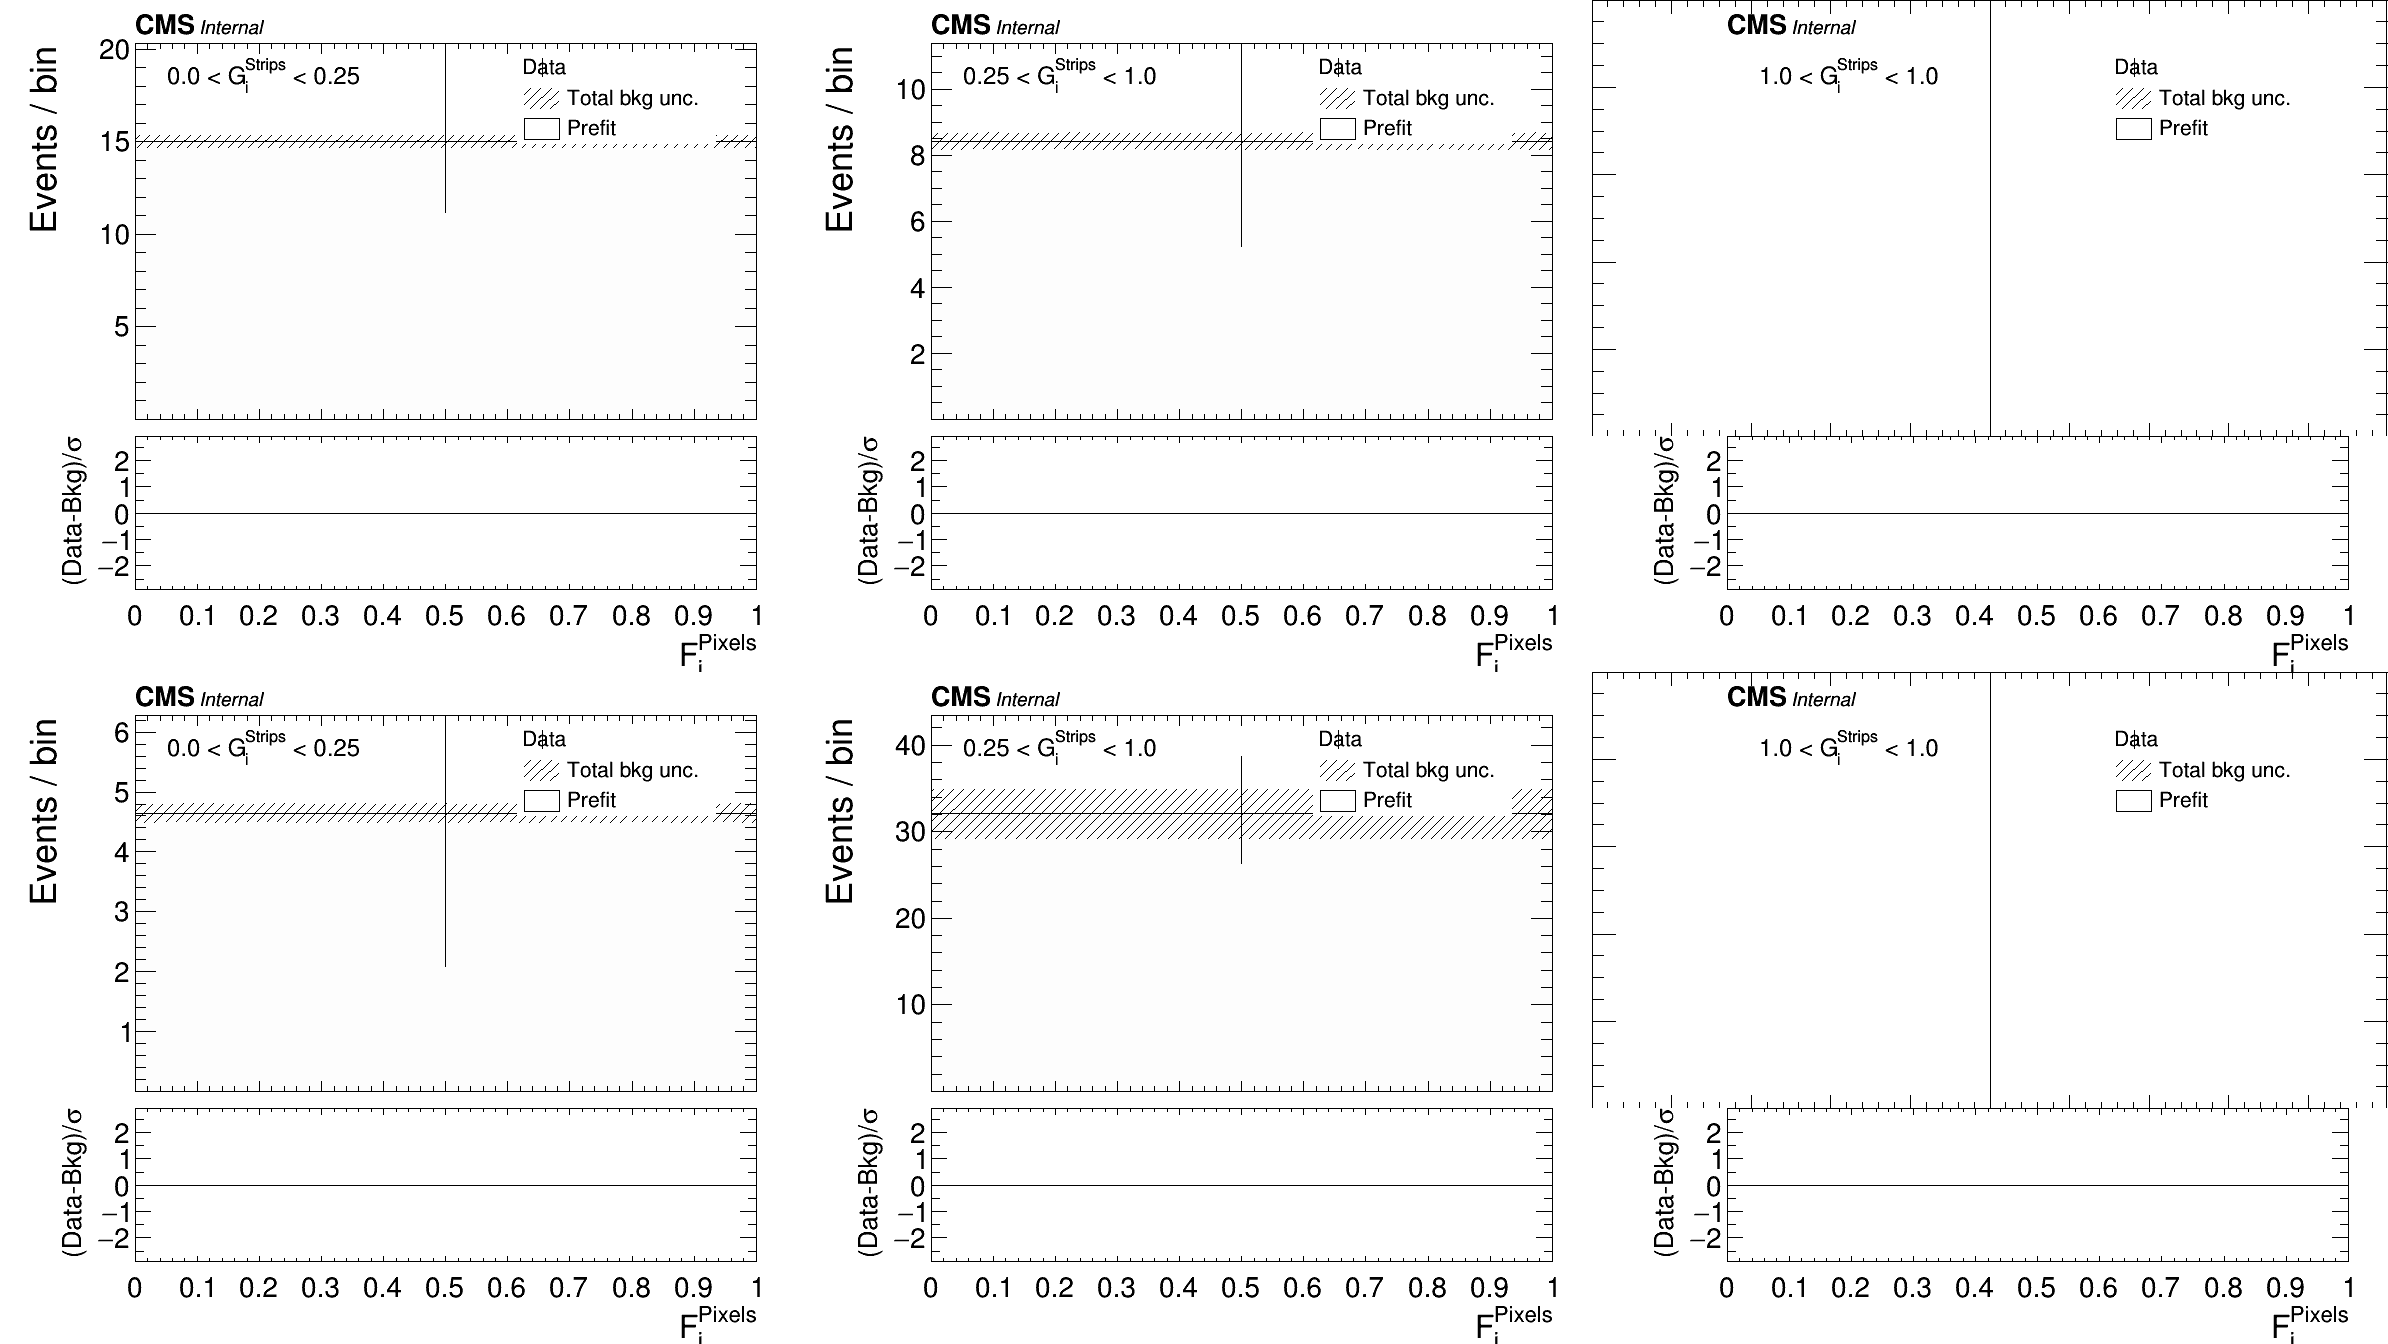 CMS Internal
Events / bin
0.0 < G_i^Strips < 0.25
Data
Total bkg unc.
Prefit
20
15
10
5
(Data-Bkg)/σ
2
1
0
−1
−2
0 0.1 0.2 0.3 0.4 0.5 0.6 0.7 0.8 0.9 1
F_i^Pixels
CMS Internal
Events / bin
0.25 < G_i^Strips < 1.0
Data
Total bkg unc.
Prefit
10
8
6
4
2
(Data-Bkg)/σ
2
1
0
−1
−2
0 0.1 0.2 0.3 0.4 0.5 0.6 0.7 0.8 0.9 1
F_i^Pixels
CMS Internal
1.0 < G_i^Strips < 1.0
Data
Total bkg unc.
Prefit
(Data-Bkg)/σ
2
1
0
−1
−2
0 0.1 0.2 0.3 0.4 0.5 0.6 0.7 0.8 0.9 1
F_i^Pixels
CMS Internal
Events / bin
0.0 < G_i^Strips < 0.25
Data
Total bkg unc.
Prefit
6
5
4
3
2
1
(Data-Bkg)/σ
2
1
0
−1
−2
0 0.1 0.2 0.3 0.4 0.5 0.6 0.7 0.8 0.9 1
F_i^Pixels
CMS Internal
Events / bin
0.25 < G_i^Strips < 1.0
Data
Total bkg unc.
Prefit
40
30
20
10
(Data-Bkg)/σ
2
1
0
−1
−2
0 0.1 0.2 0.3 0.4 0.5 0.6 0.7 0.8 0.9 1
F_i^Pixels
CMS Internal
1.0 < G_i^Strips < 1.0
Data
Total bkg unc.
Prefit
(Data-Bkg)/σ
2
1
0
−1
−2
0 0.1 0.2 0.3 0.4 0.5 0.6 0.7 0.8 0.9 1
F_i^Pixels